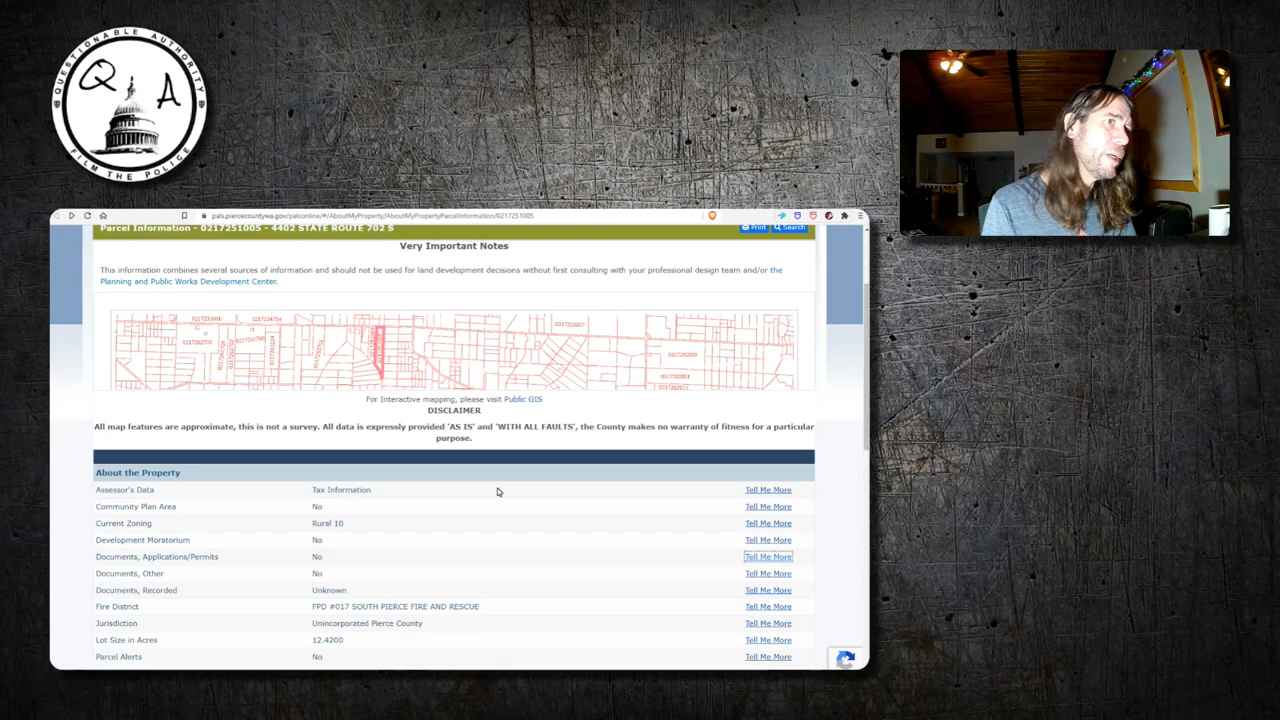 QUESTIONABLE AUTHORITY
Q A
FILM THE POLICE
pals.piercecountywa.gov/palsonline/#/AboutMyProperty/AboutMyPropertyParcelInformation/0217251005
Parcel Information - 0217251005 - 4402 STATE ROUTE 702 S
Print
Search
Very Important Notes
This information combines several sources of information and should not be used for land development decisions without first consulting with your professional design team and/or the
Planning and Public Works Development Center.
For Interactive mapping, please visit Public GIS
DISCLAIMER
All map features are approximate, this is not a survey. All data is expressly provided 'AS IS' and 'WITH ALL FAULTS', the County makes no warranty of fitness for a particular
purpose.
About the Property
Assessor's Data Tax Information Tell Me More
Community Plan Area No Tell Me More
Current Zoning Rural 10 Tell Me More
Development Moratorium No Tell Me More
Documents, Applications/Permits No Tell Me More
Documents, Other No Tell Me More
Documents, Recorded Unknown Tell Me More
Fire District FPD #017 SOUTH PIERCE FIRE AND RESCUE Tell Me More
Jurisdiction Unincorporated Pierce County Tell Me More
Lot Size in Acres 12.4200 Tell Me More
Parcel Alerts No Tell Me More